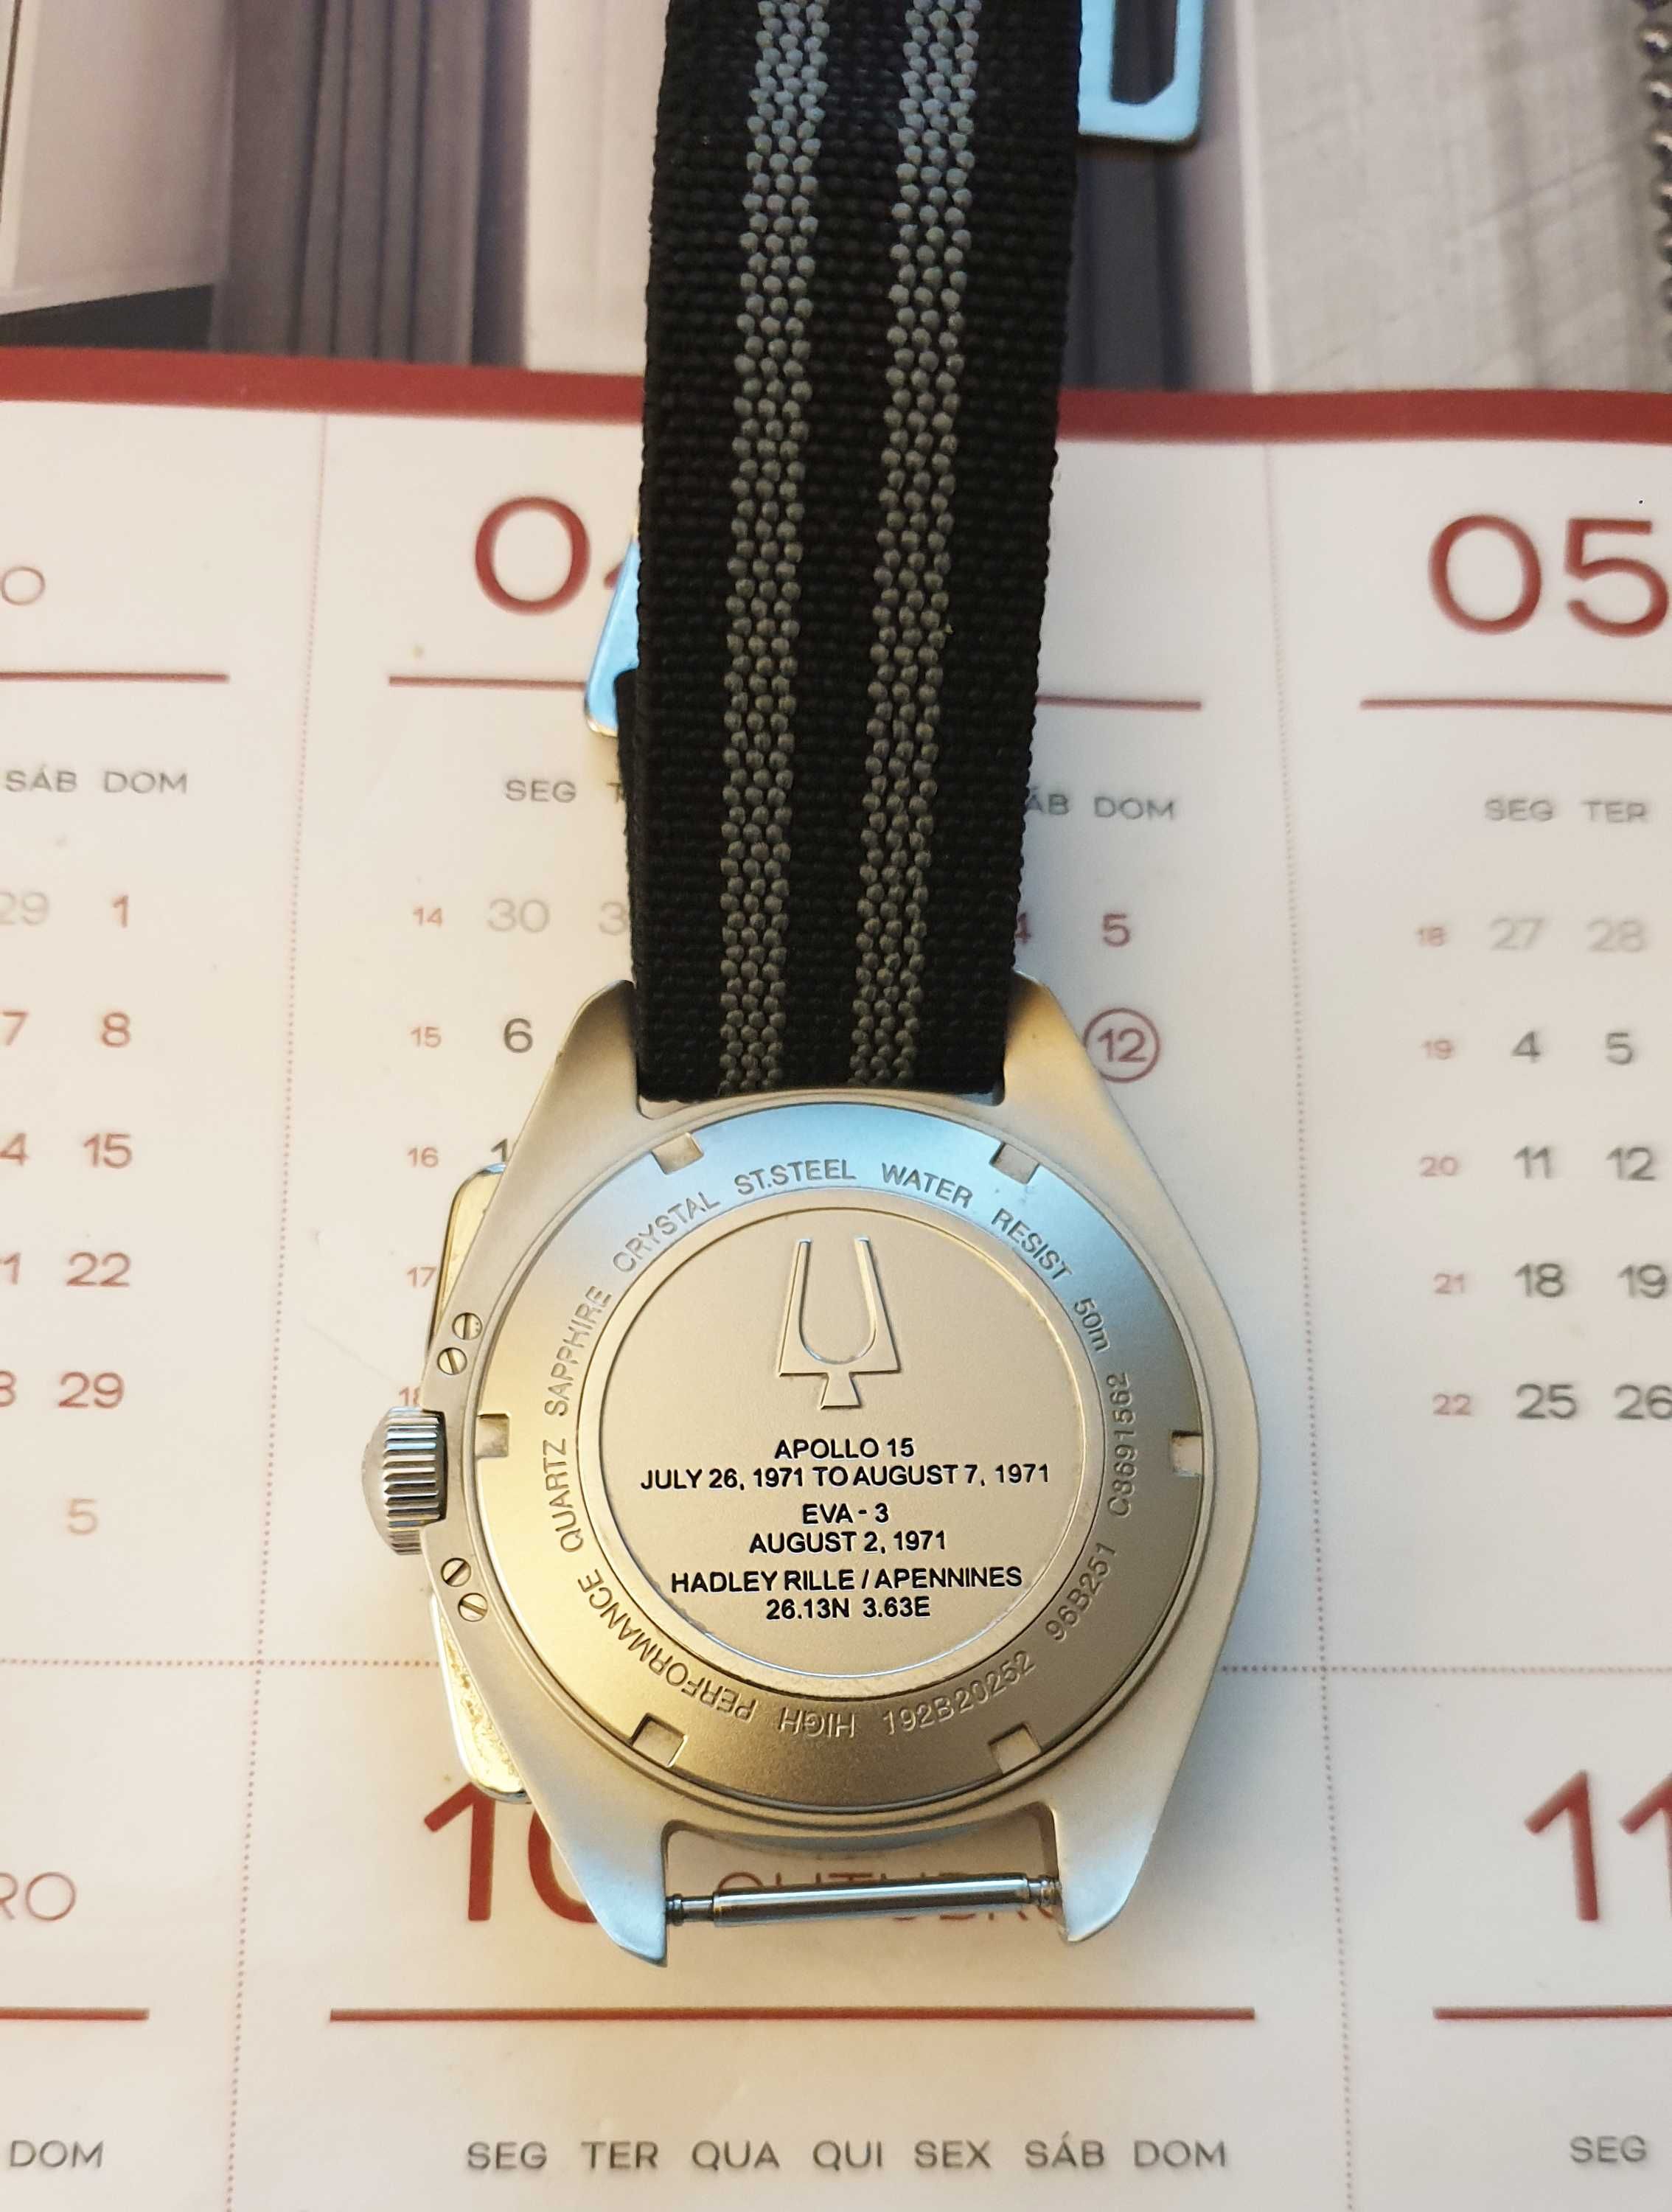 05
SÁB DOM
SEG
DOM
SEG TER
29 1
14 30
5
18 27 28
7 8
15 6
12
19 4 5
15
16
20 11 12
22
17
21 18 19
29
22 25 26
5
HIGH PERFORMANCE QUARTZ SAPPHIRE CRYSTAL ST.STEEL WATER RESIST 50m C8691562 96B251 192B20252
APOLLO 15
JULY 26, 1971 TO AUGUST 7, 1971
EVA - 3
AUGUST 2, 1971
HADLEY RILLE / APENNINES
26.13N 3.63E
10
11
OUTUBRO
DOM
SEG TER QUA QUI SEX SÁB DOM
SEG